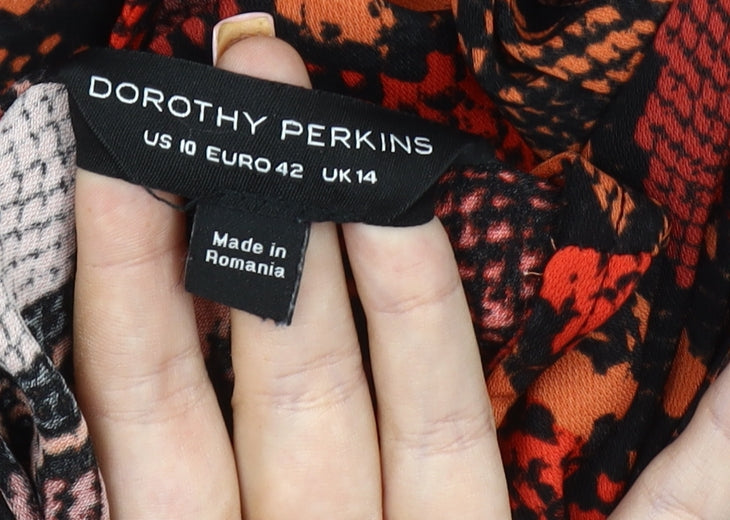 DOROTHY PERKINS
US 10 EURO 42 UK 14
Made in
Romania